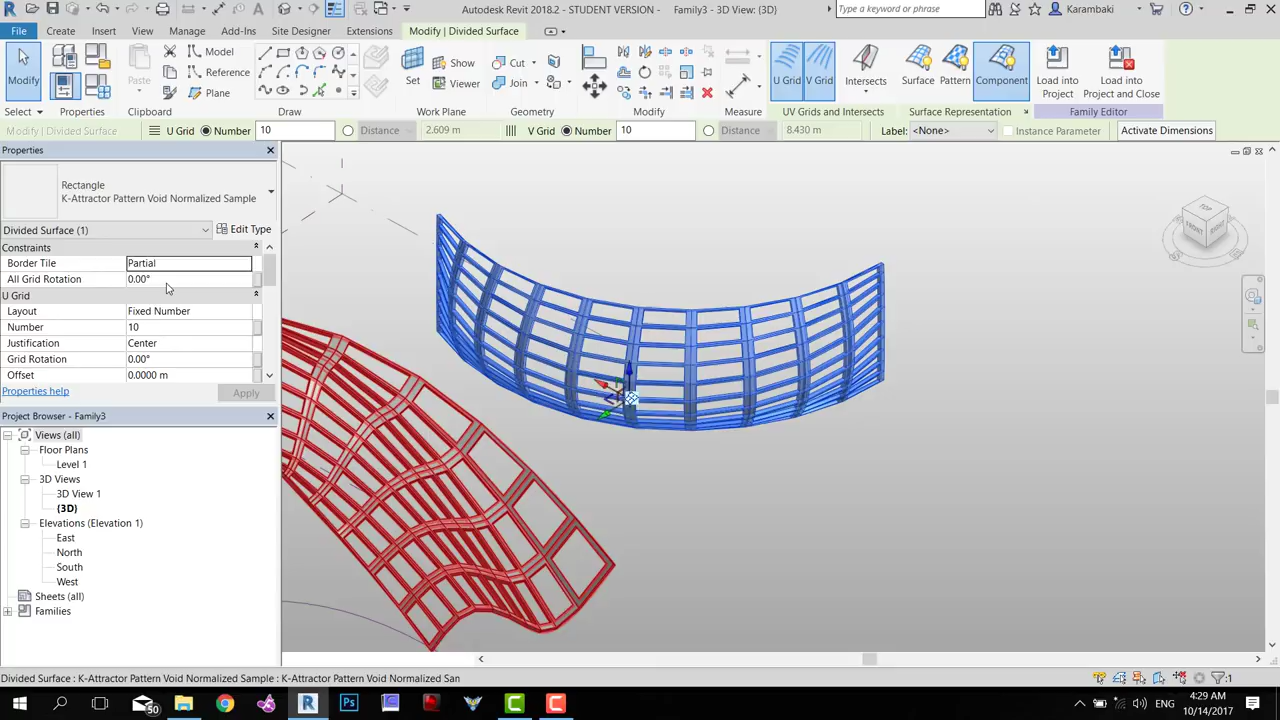 Autodesk Revit 2018.2 - STUDENT VERSION - Family3 - 3D View: {3D}
Type a keyword or phrase
Karambaki
File Create Insert View Manage Add-Ins Site Designer Extensions Modify | Divided Surface
Modify
Select
Properties
Paste
Clipboard
Model
Reference
Plane
Draw
Set
Show
Viewer
Work Plane
Cut
Join
Geometry
Modify
Measure
U Grid
V Grid
Intersects
UV Grids and Intersects
Surface
Pattern
Component
Surface Representation
Load into Project
Load into Project and Close
Family Editor
Modify | Divided Surface U Grid Number 10 Distance 2.609 m V Grid Number 10 Distance 8.430 m Label: <None> Instance Parameter Activate Dimensions
Properties
Rectangle
K-Attractor Pattern Void Normalized Sample
Divided Surface (1) Edit Type
Constraints
Border Tile Partial
All Grid Rotation 0.00°
U Grid
Layout Fixed Number
Number 10
Justification Center
Grid Rotation 0.00°
Offset 0.0000 m
Properties help Apply
Project Browser - Family3
Views (all)
Floor Plans
Level 1
3D Views
3D View 1
{3D}
Elevations (Elevation 1)
East
North
South
West
Sheets (all)
Families
TOP
FRONT
RIGHT
Divided Surface : K-Attractor Pattern Void Normalized Sample : K-Attractor Pattern Void Normalized San
:1
50
ENG
4:29 AM
10/14/2017